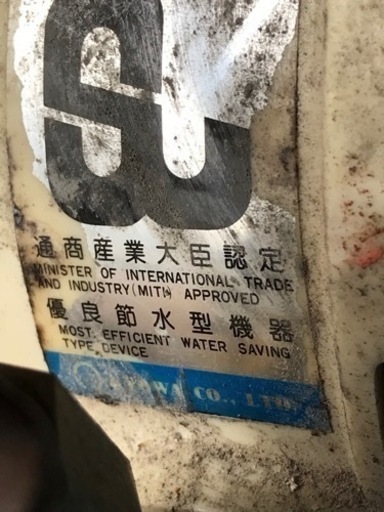 通商産業大臣認定
MINISTER OF INTERNATIONAL TRADE
AND INDUSTRY (MITI) APPROVED
優良節水型機器
MOST EFFICIENT WATER SAVING
TYPE DEVICE
CO., LTD.